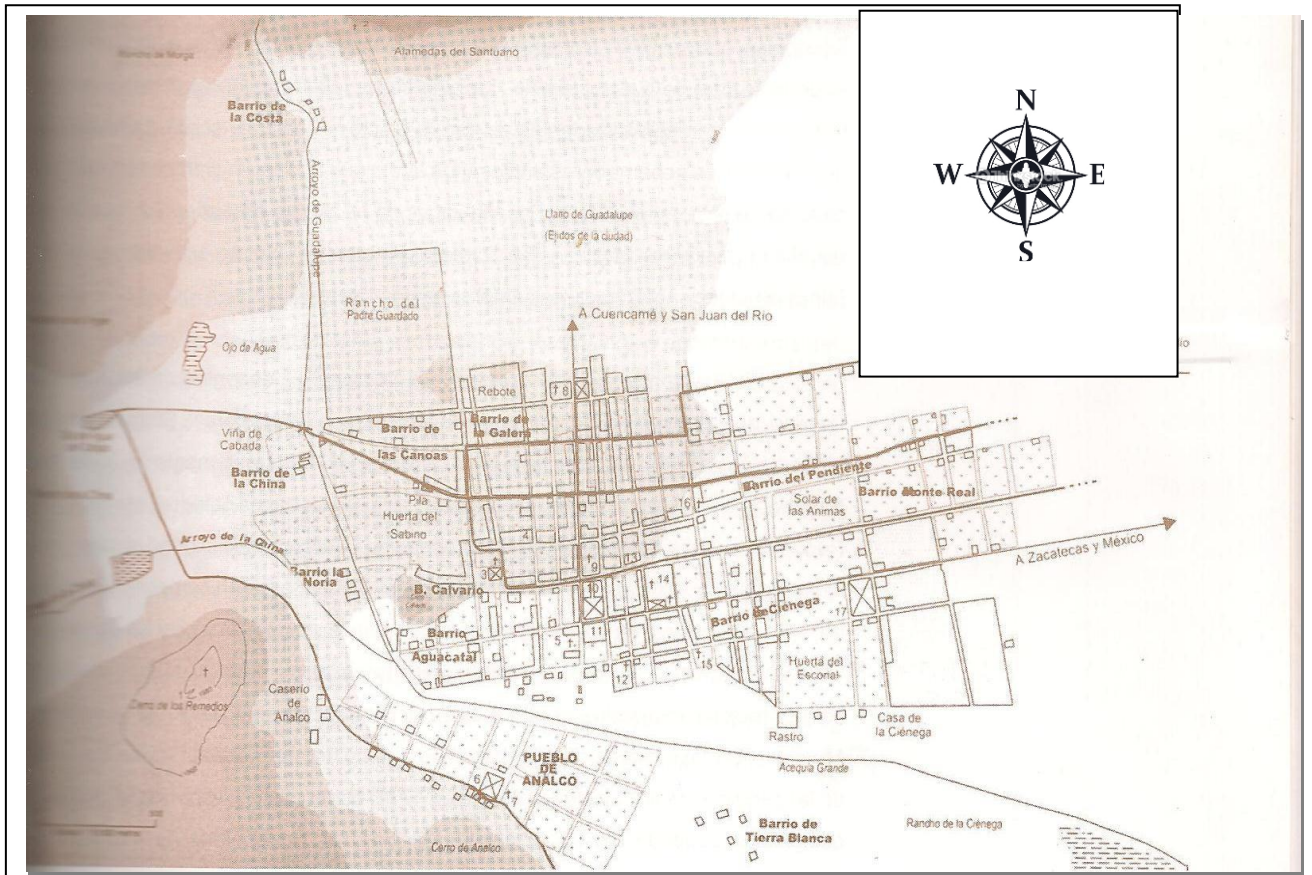 Alamedas del Santuario
2
Barrio de
la Costa
N
W
E
S
Arroyo de Guadalupe
1900
Llano de Guadalupe
(Ejidos de la ciudad)
Rancho del
Padre Guardado
A Cuencamé y San Juan del Río
Ojo de Agua
Rebote
8
Barrio de
las Canoas
Barrio de
la Galera
Viña de
Cabada
Barrio de
la China
Pila
Huerta del
Sabino
Barrio del Pendiente
Solar de
las Animas
Barrio de Monte Real
16
4
9
13
A Zacatecas y México
Arroyo de la China
Barrio la
Noria
3
B. Calvario
10
14
Barrio de Ciénega
17
Barrio
Aguacatal
5
11
12
15
Huerta del
Esconal
Caserio
de
Analco
Cerro de los Remedios
Rastro
Casa de
la Ciénega
PUEBLO
DE
ANALCO
6
7
Acequia Grande
Barrio de
Tierra Blanca
Rancho de la Ciénega
Cerro de Analco